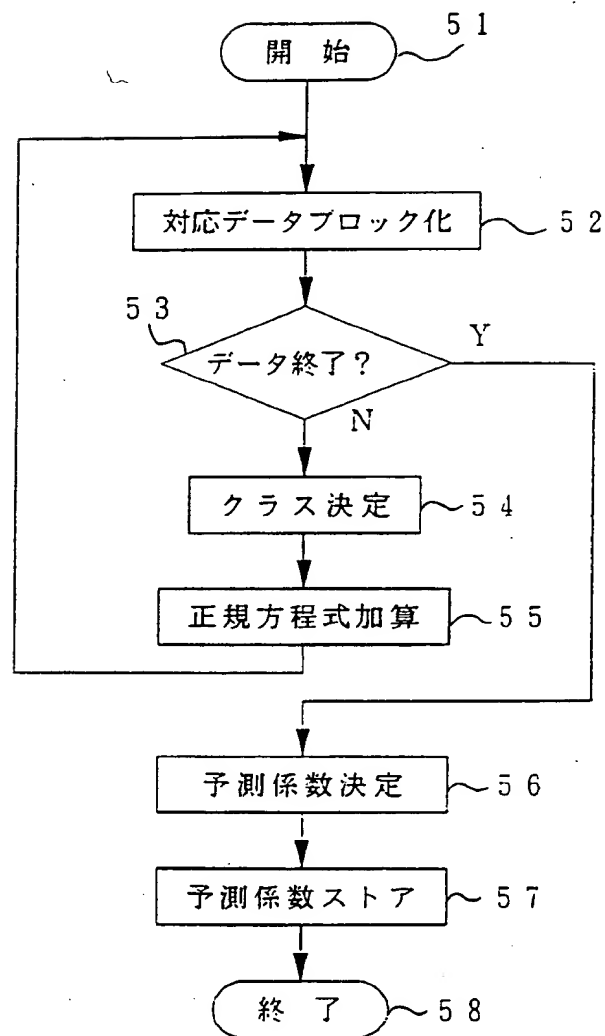 開 始
５１
対応データブロック化
５２
５３
データ終了？
Y
N
クラス決定
５４
正規方程式加算
５５
予測係数決定
５６
予測係数ストア
５７
終 了
５８